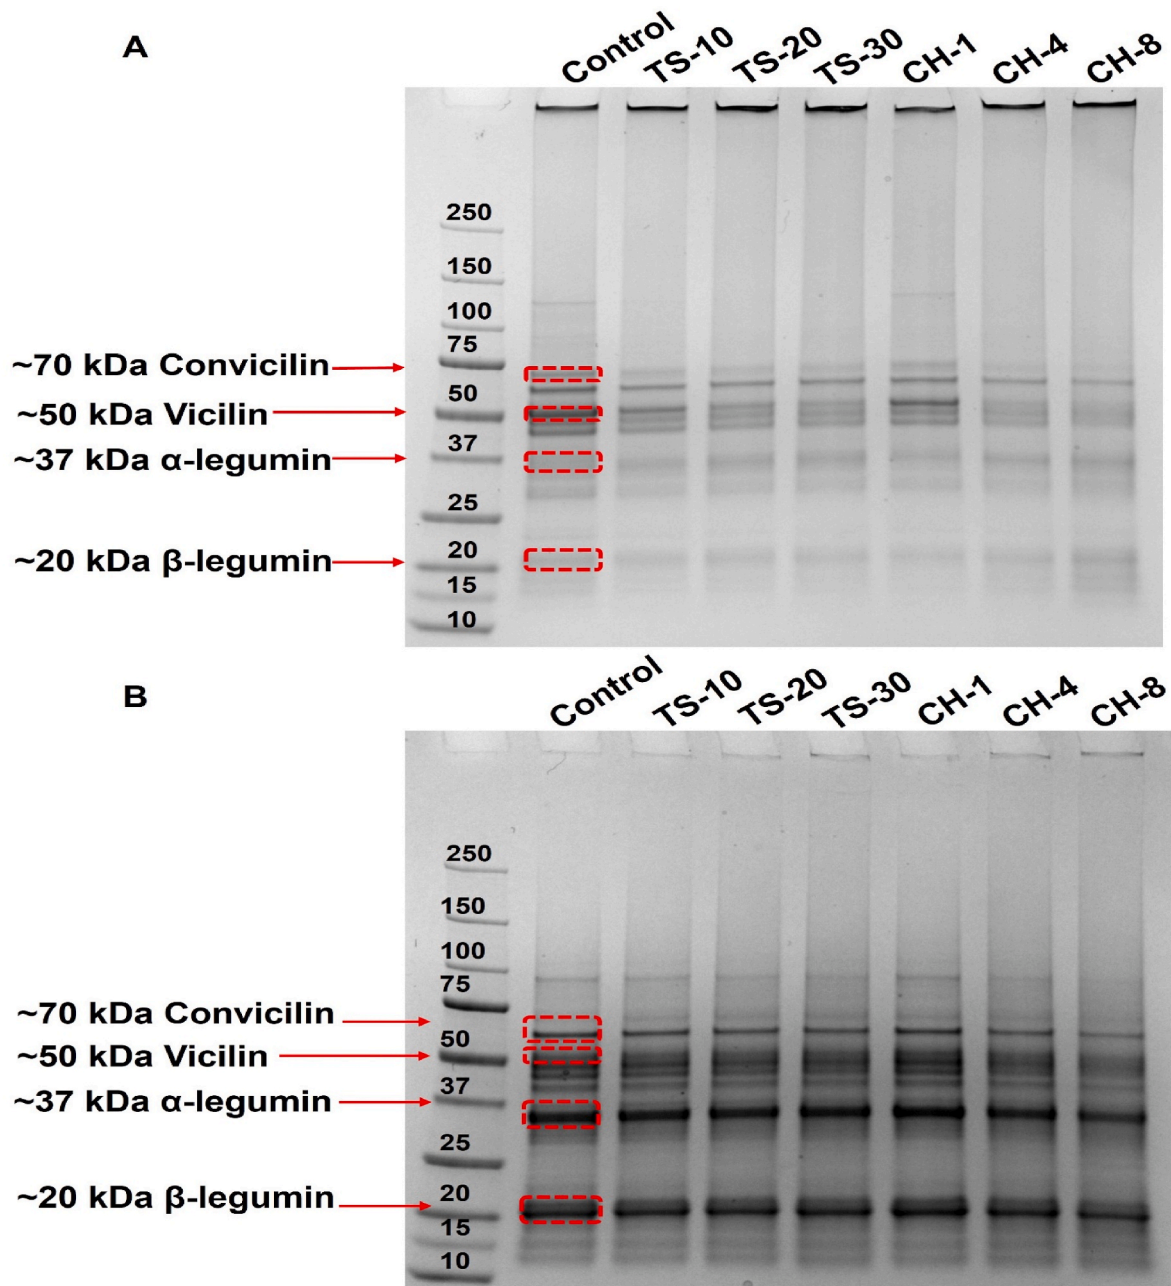 A
Control TS-10 TS-20 TS-30 CH-1 CH-4 CH-8
250
150
100
75
~70 kDa Convicilin
50
~50 kDa Vicilin
37
~37 kDa α-legumin
25
20
~20 kDa β-legumin
15
10
B
Control TS-10 TS-20 TS-30 CH-1 CH-4 CH-8
250
150
100
75
~70 kDa Convicilin
50
~50 kDa Vicilin
37
~37 kDa α-legumin
25
20
~20 kDa β-legumin
15
10